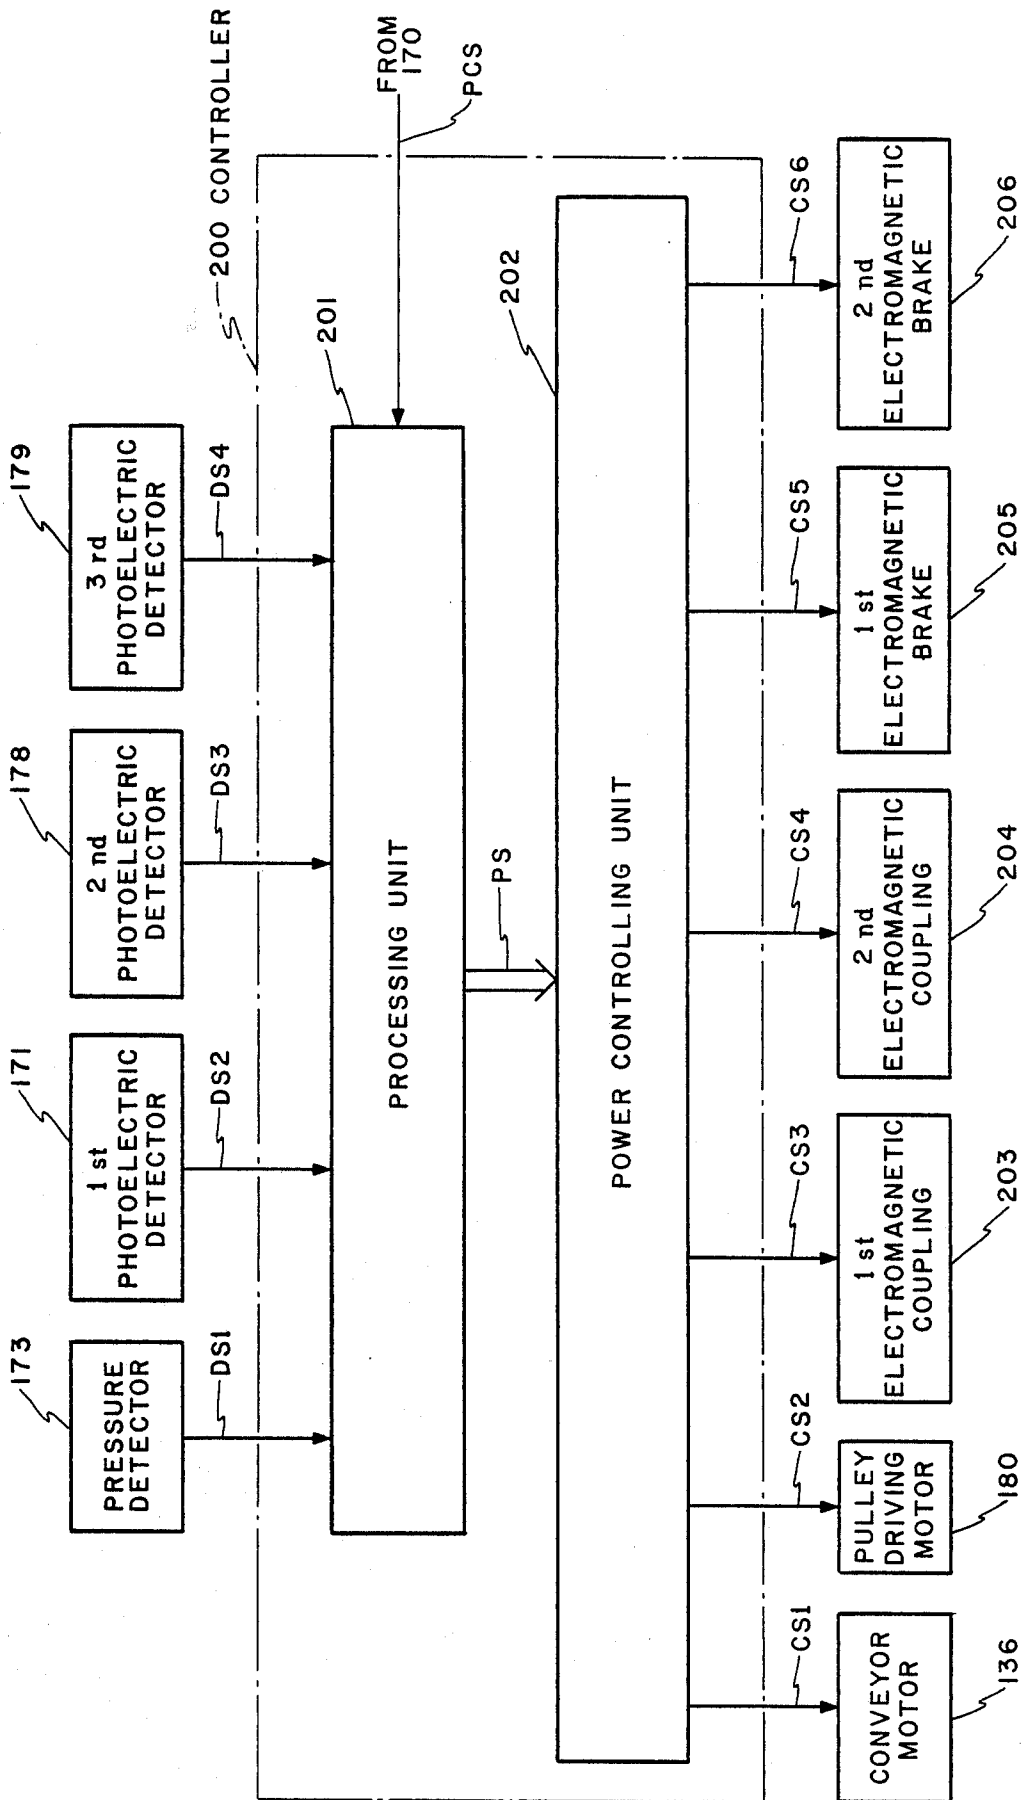 FROM
170
PCS
200 CONTROLLER
173
PRESSURE
DETECTOR
DS1
171
1 st
PHOTOELECTRIC
DETECTOR
DS2
178
2 nd
PHOTOELECTRIC
DETECTOR
DS3
179
3 rd
PHOTOELECTRIC
DETECTOR
DS4
201
PROCESSING UNIT
PS
202
POWER CONTROLLING UNIT
CS1
CONVEYOR
MOTOR
136
CS2
PULLEY
DRIVING
MOTOR
180
CS3
1 st
ELECTROMAGNETIC
COUPLING
203
CS4
2 nd
ELECTROMAGNETIC
COUPLING
204
CS5
1 st
ELECTROMAGNETIC
BRAKE
205
CS6
2 nd
ELECTROMAGNETIC
BRAKE
206